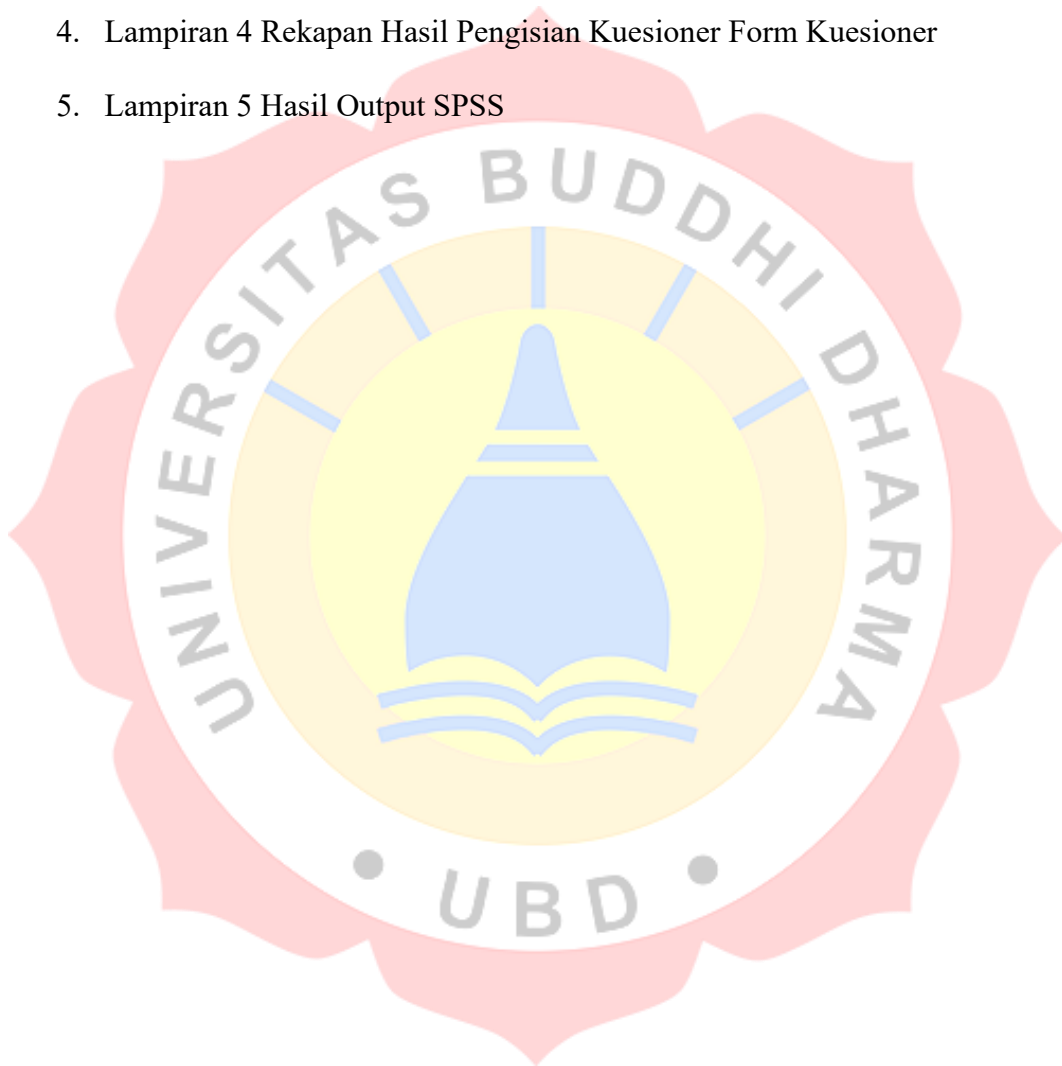 4. Lampiran 4 Rekapan Hasil Pengisian Kuesioner Form Kuesioner
5. Lampiran 5 Hasil Output SPSS
UNIVERSITAS BUDDHI DHARMA
• UBD •